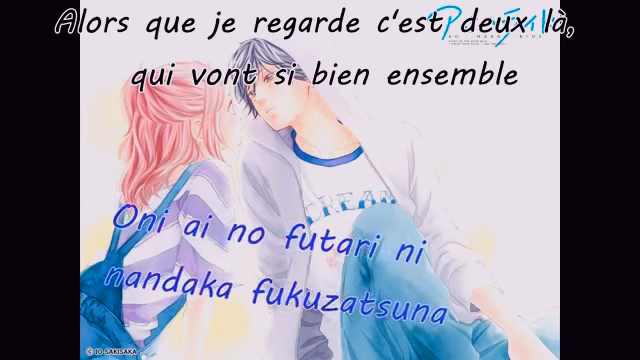 Alors que je regarde c'est deux là,
qui vont si bien ensemble
Oni ai no futari ni
nandaka fukuzatsuna
© IO SAKISAKA